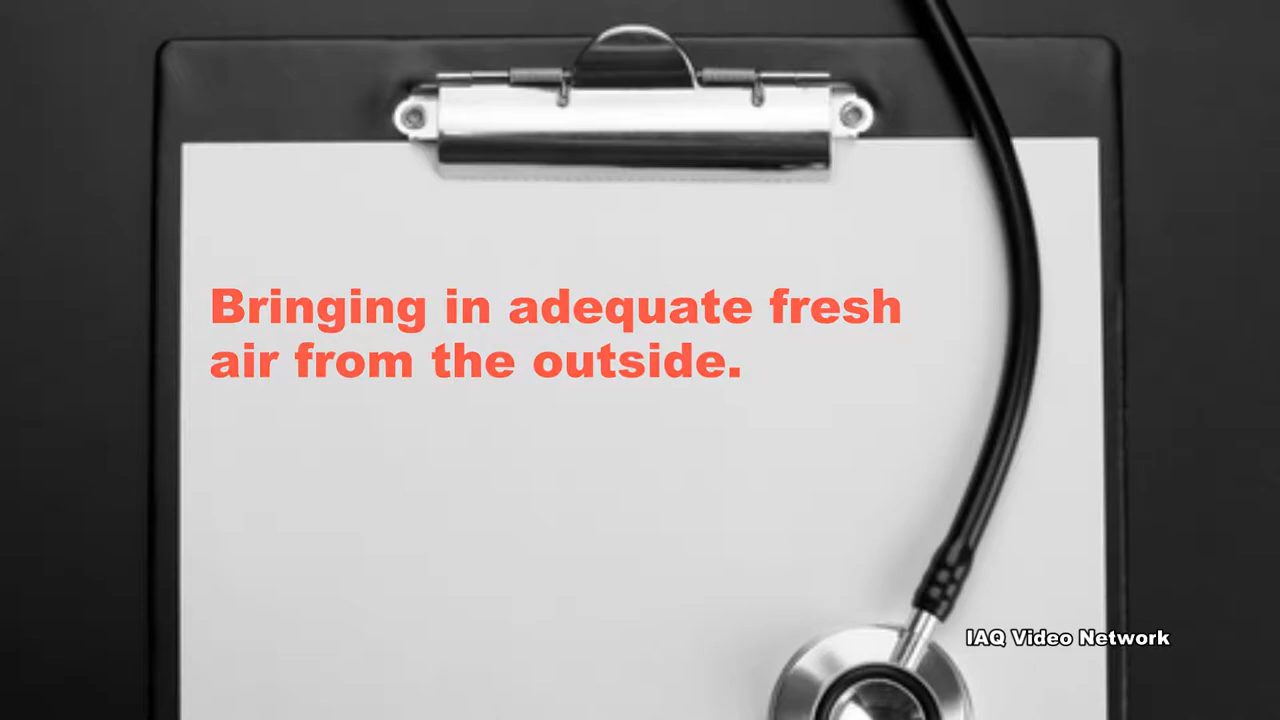 Bringing in adequate fresh
air from the outside.
IAQ Video Network